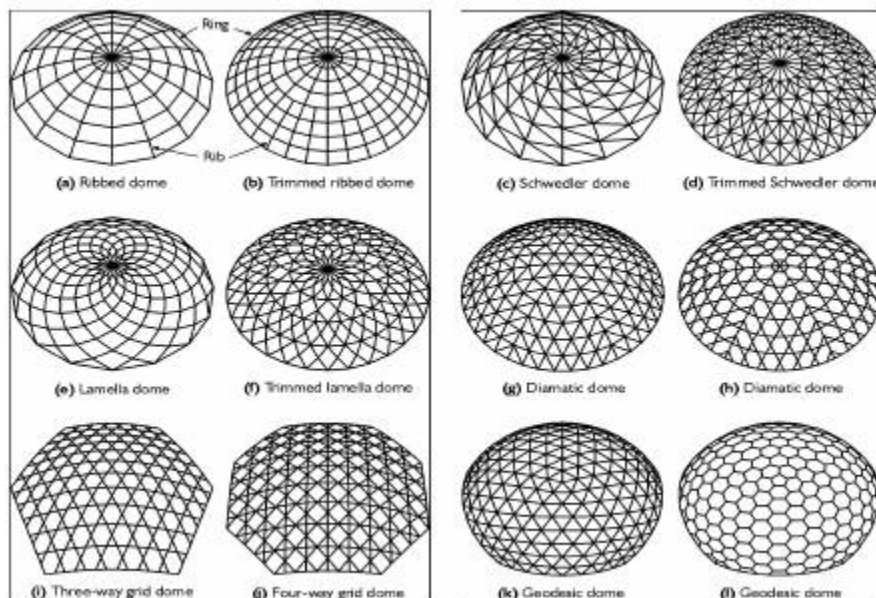 Ring
Rib
(a) Ribbed dome
(b) Trimmed ribbed dome
(c) Schwedler dome
(d) Trimmed Schwedler dome
(e) Lamella dome
(f) Trimmed lamella dome
(g) Diamatic dome
(h) Diamatic dome
(i) Three-way grid dome
(j) Four-way grid dome
(k) Geodesic dome
(l) Geodesic dome